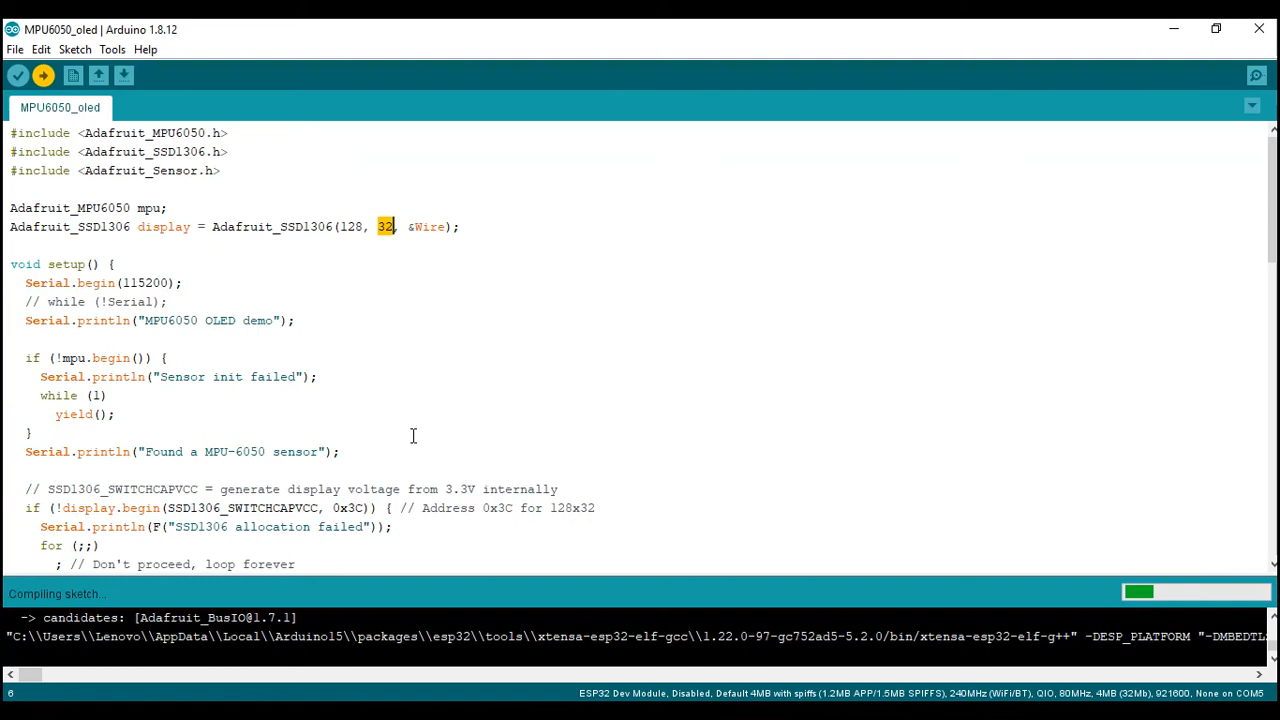 MPU6050_oled | Arduino 1.8.12
File Edit Sketch Tools Help
MPU6050_oled
#include <Adafruit_MPU6050.h>
#include <Adafruit_SSD1306.h>
#include <Adafruit_Sensor.h>
Adafruit_MPU6050 mpu;
Adafruit_SSD1306 display = Adafruit_SSD1306(128, 32, &Wire);
void setup() {
Serial.begin(115200);
// while (!Serial);
Serial.println("MPU6050 OLED demo");
if (!mpu.begin()) {
Serial.println("Sensor init failed");
while (1)
yield();
}
Serial.println("Found a MPU-6050 sensor");
// SSD1306_SWITCHCAPVCC = generate display voltage from 3.3V internally
if (!display.begin(SSD1306_SWITCHCAPVCC, 0x3C)) { // Address 0x3C for 128x32
Serial.println(F("SSD1306 allocation failed"));
for (;;)
; // Don't proceed, loop forever
Compiling sketch...
-> candidates: [Adafruit_BusIO@1.7.1]
"C:\\Users\\Lenovo\\AppData\\Local\\Arduino15\\packages\\esp32\\tools\\xtensa-esp32-elf-gcc\\1.22.0-97-gc752ad5-5.2.0/bin/xtensa-esp32-elf-g++" -DESP_PLATFORM "-DMBEDTL
6 ESP32 Dev Module, Disabled, Default 4MB with spiffs (1.2MB APP/1.5MB SPIFFS), 240MHz (WiFi/BT), QIO, 80MHz, 4MB (32Mb), 921600, None on COM5